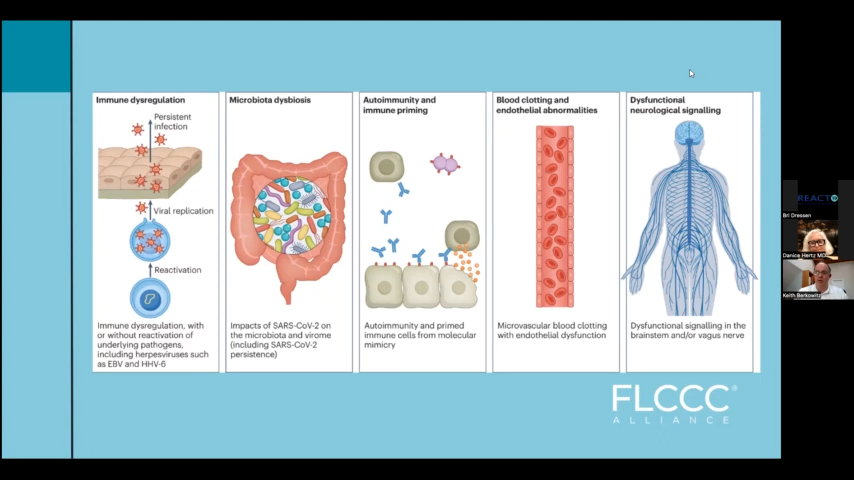 Immune dysregulation
Persistent
infection
Viral replication
Reactivation
Immune dysregulation, with
or without reactivation of
underlying pathogens,
including herpesviruses such
as EBV and HHV-6
Microbiota dysbiosis
Impacts of SARS-CoV-2 on
the microbiota and virome
(including SARS-CoV-2
persistence)
Autoimmunity and
immune priming
Autoimmunity and primed
immune cells from molecular
mimicry
Blood clotting and
endothelial abnormalities
Microvascular blood clotting
with endothelial dysfunction
Dysfunctional
neurological signalling
Dysfunctional signalling in the
brainstem and/or vagus nerve
FLCCC®
ALLIANCE
REACT19
Bri Dressen
Danice Hertz MD
Keith Berkowitz